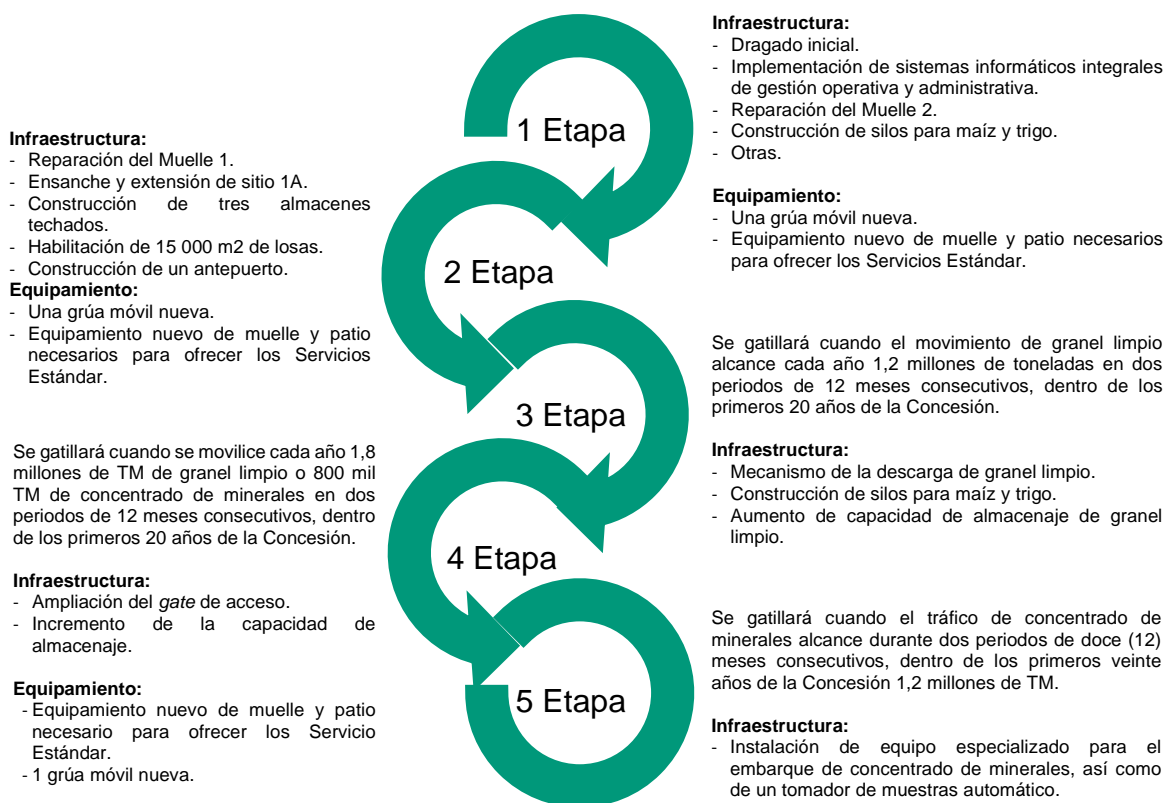 1 Etapa
Infraestructura:
- Dragado inicial.
- Implementación de sistemas informáticos integrales
de gestión operativa y administrativa.
- Reparación del Muelle 2.
- Construcción de silos para maíz y trigo.
- Otras.
Equipamiento:
- Una grúa móvil nueva.
- Equipamiento nuevo de muelle y patio necesarios
para ofrecer los Servicios Estándar.
2 Etapa
Infraestructura:
- Reparación del Muelle 1.
- Ensanche y extensión de sitio 1A.
- Construcción de tres almacenes
techados.
- Habilitación de 15 000 m2 de losas.
- Construcción de un antepuerto.
Equipamiento:
- Una grúa móvil nueva.
- Equipamiento nuevo de muelle y patio
necesarios para ofrecer los Servicios
Estándar.
3 Etapa
Se gatillará cuando el movimiento de granel limpio
alcance cada año 1,2 millones de toneladas en dos
periodos de 12 meses consecutivos, dentro de los
primeros 20 años de la Concesión.
Infraestructura:
- Mecanismo de la descarga de granel limpio.
- Construcción de silos para maíz y trigo.
- Aumento de capacidad de almacenaje de granel
limpio.
4 Etapa
Se gatillará cuando se movilice cada año 1,8
millones de TM de granel limpio o 800 mil
TM de concentrado de minerales en dos
periodos de 12 meses consecutivos, dentro
de los primeros 20 años de la Concesión.
Infraestructura:
- Ampliación del gate de acceso.
- Incremento de la capacidad de
almacenaje.
Equipamiento:
- Equipamiento nuevo de muelle y patio
necesario para ofrecer los Servicio
Estándar.
- 1 grúa móvil nueva.
5 Etapa
Se gatillará cuando el tráfico de concentrado de
minerales alcance durante dos periodos de doce (12)
meses consecutivos, dentro de los primeros veinte
años de la Concesión 1,2 millones de TM.
Infraestructura:
- Instalación de equipo especializado para el
embarque de concentrado de minerales, así como
de un tomador de muestras automático.